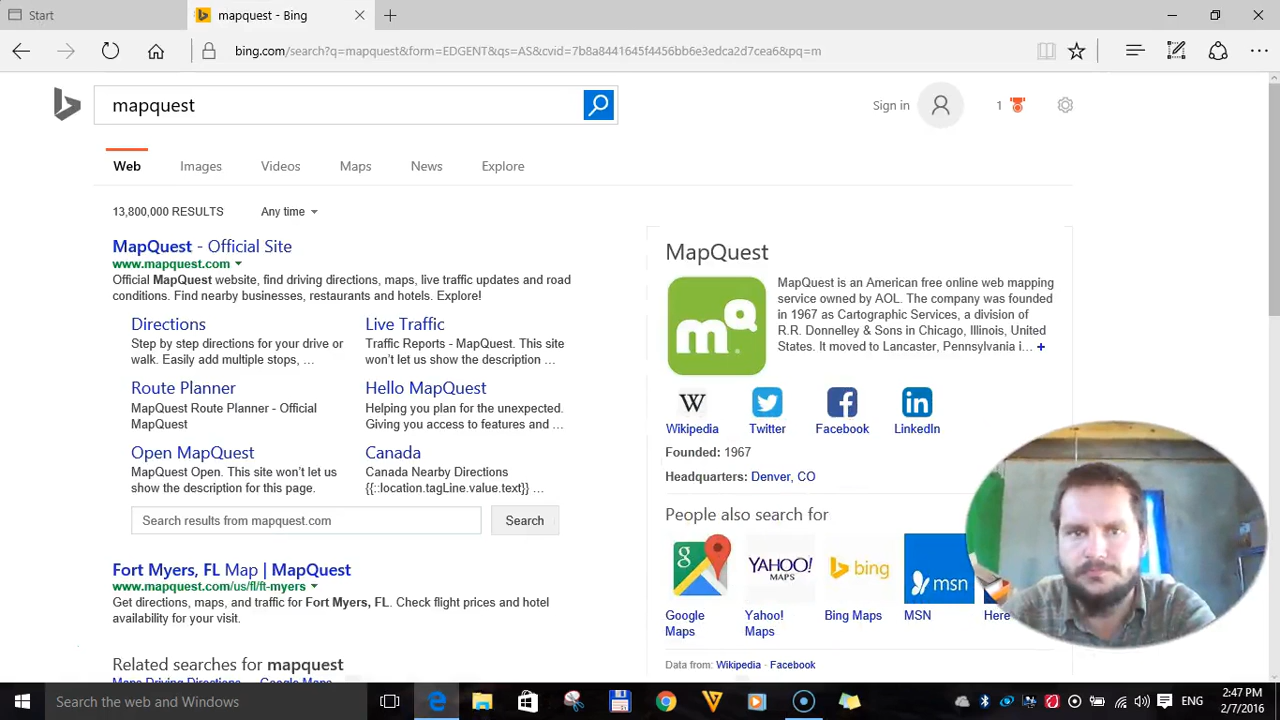 Start
mapquest - Bing
bing.com/search?q=mapquest&form=EDGENT&qs=AS&cvid=7b8a8441645f4456bb6e3edca2d7cea6&pq=m
mapquest
Sign in
1
Web
Images
Videos
Maps
News
Explore
13,800,000 RESULTS
Any time
MapQuest - Official Site
www.mapquest.com
Official MapQuest website, find driving directions, maps, live traffic updates and road
conditions. Find nearby businesses, restaurants and hotels. Explore!
Directions
Step by step directions for your drive or
walk. Easily add multiple stops, ...
Live Traffic
Traffic Reports - MapQuest. This site
won't let us show the description ...
Route Planner
MapQuest Route Planner - Official
MapQuest
Hello MapQuest
Helping you plan for the unexpected.
Giving you access to features and ...
Open MapQuest
MapQuest Open. This site won't let us
show the description for this page.
Canada
Canada Nearby Directions
{{::location.tagLine.value.text}} ...
Search results from mapquest.com
Search
Fort Myers, FL Map | MapQuest
www.mapquest.com/us/fl/ft-myers
Get directions, maps, and traffic for Fort Myers, FL. Check flight prices and hotel
availability for your visit.
Related searches for mapquest
Maps Driving Directions
Google Maps
MapQuest
mQ
MapQuest is an American free online web mapping
service owned by AOL. The company was founded
in 1967 as Cartographic Services, a division of
R.R. Donnelley & Sons in Chicago, Illinois, United
States. It moved to Lancaster, Pennsylvania i... +
W
Wikipedia
Twitter
Facebook
in
LinkedIn
Founded: 1967
Headquarters: Denver, CO
People also search for
g
YAHOO!
MAPS
bing
msn
Google
Maps
Yahoo!
Maps
Bing Maps
MSN
Here
Data from: Wikipedia · Facebook
Search the web and Windows
ENG
2:47 PM
2/7/2016